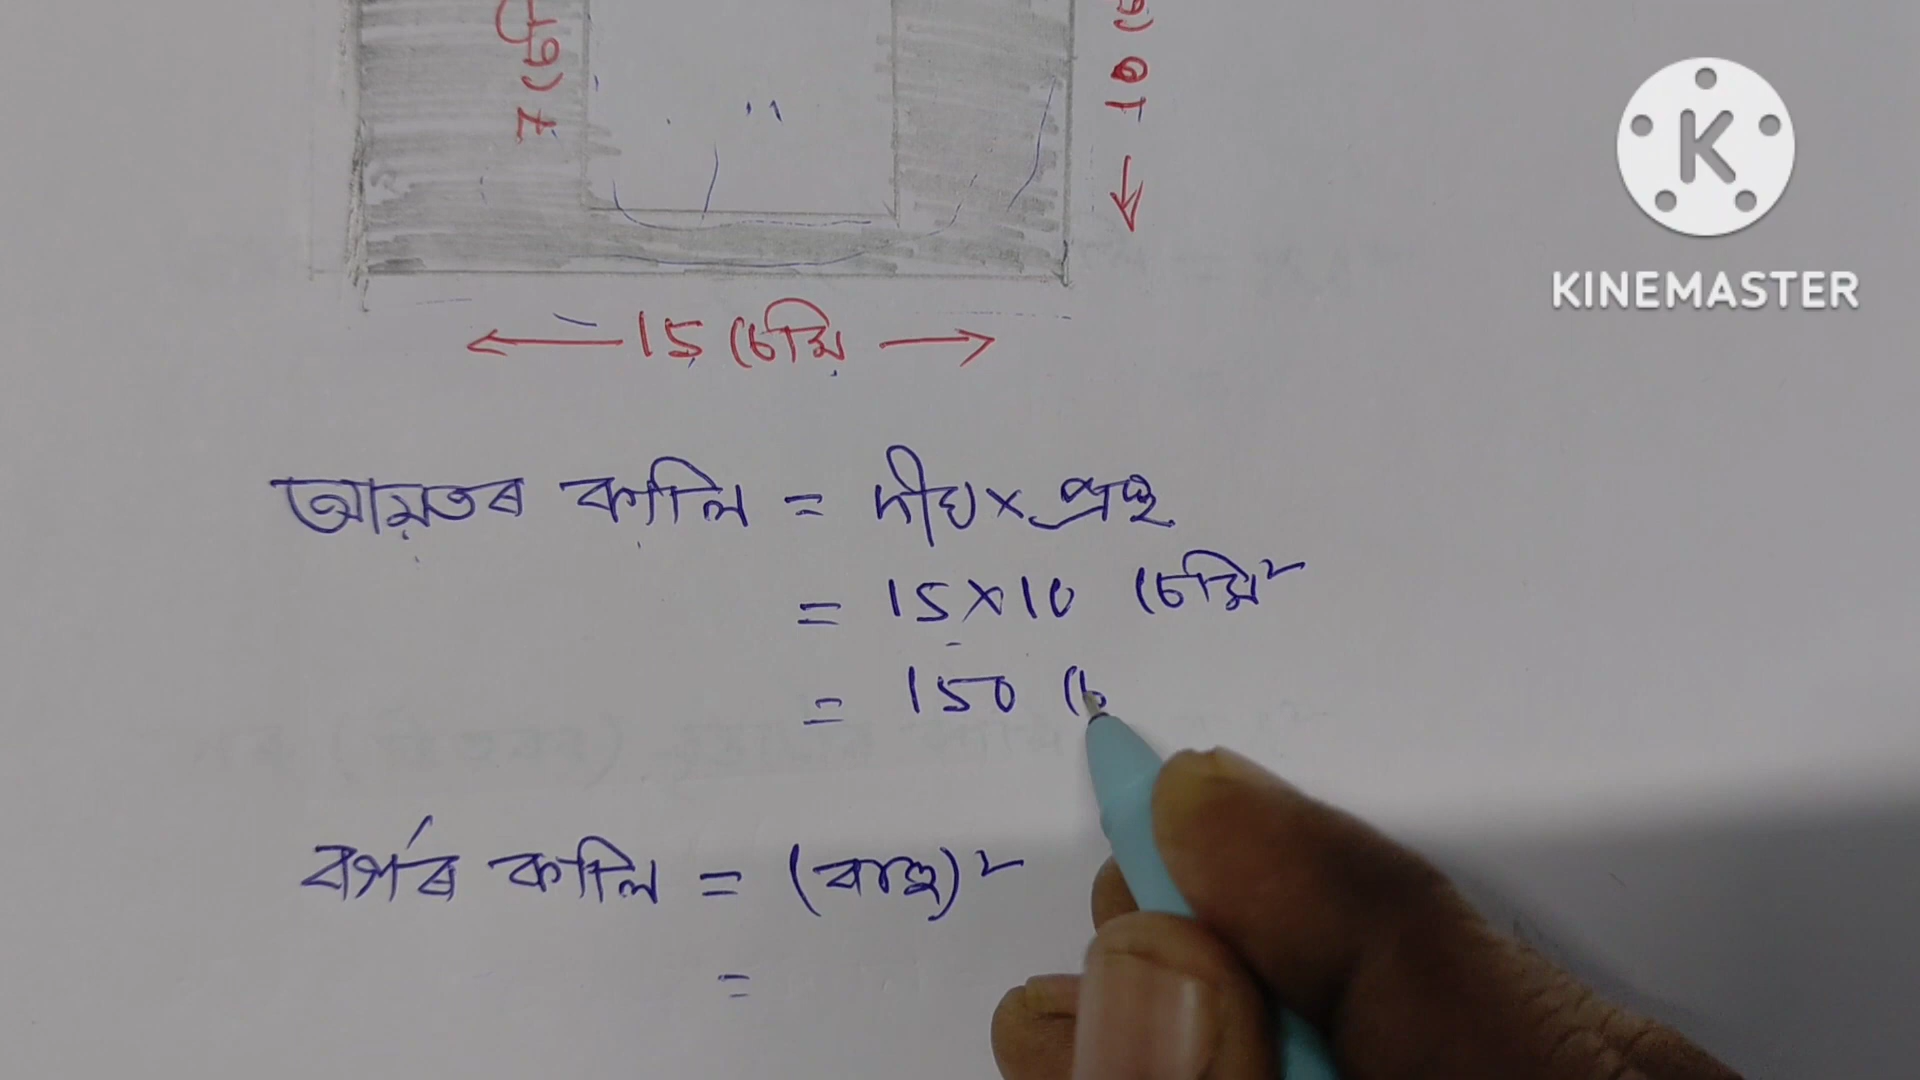 7 চেমি
10 চে
K
KINEMASTER
15 চেমি
আয়তৰ কালি = দীঘ × প্ৰস্থ
= 15×10 চেমি²
= 150 চে
বৰ্গৰ কালি = (বাহু)²
=